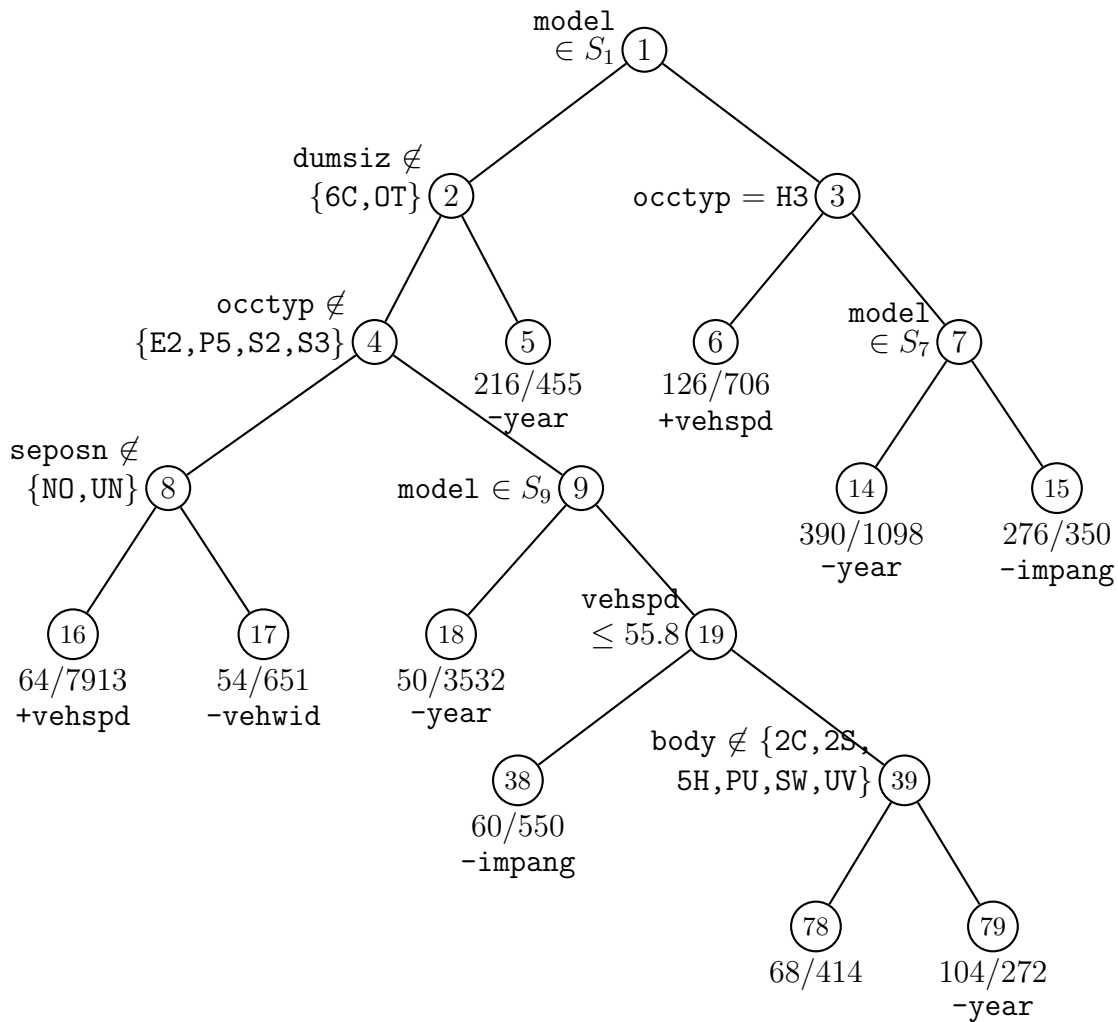 model
∈ S₁ 1
dumsiz ∉
{6C,OT} 2
occtyp = H3 3
occtyp ∉
{E2,P5,S2,S3} 4
5
216/455
-year
6
126/706
+vehspd
model
∈ S₇ 7
seposn ∉
{NO,UN} 8
model ∈ S₉ 9
14
390/1098
-year
15
276/350
-impang
16
64/7913
+vehspd
17
54/651
-vehwid
18
50/3532
-year
vehspd
≤ 55.8 19
38
60/550
-impang
body ∉ {2C,2S,
5H,PU,SW,UV} 39
78
68/414
79
104/272
-year